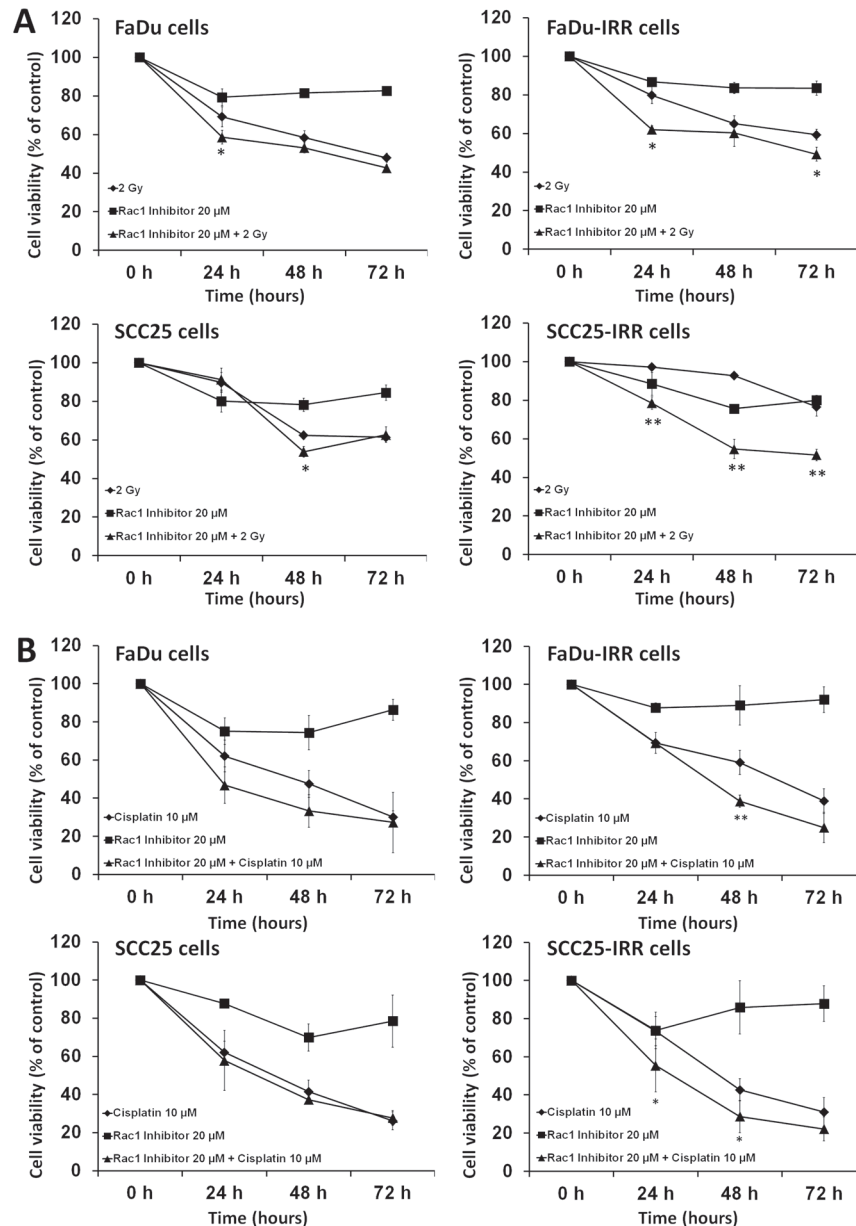 A
FaDu cells
Cell viability (% of control)
120
100
80
60
40
20
0
*
2 Gy
Rac1 Inhibitor 20 µM
Rac1 Inhibitor 20 µM + 2 Gy
0 h 24 h 48 h 72 h
Time (hours)
FaDu-IRR cells
Cell viability (% of control)
120
100
80
60
40
20
0
* *
2 Gy
Rac1 Inhibitor 20 µM
Rac1 Inhibitor 20 µM + 2 Gy
0 h 24 h 48 h 72 h
Time (hours)
SCC25 cells
Cell viability (% of control)
120
100
80
60
40
20
0
*
2 Gy
Rac1 Inhibitor 20 µM
Rac1 Inhibitor 20 µM + 2 Gy
0 h 24 h 48 h 72 h
Time (hours)
SCC25-IRR cells
Cell viability (% of control)
120
100
80
60
40
20
0
** ** **
2 Gy
Rac1 Inhibitor 20 µM
Rac1 Inhibitor 20 µM + 2 Gy
0 h 24 h 48 h 72 h
Time (hours)
B
FaDu cells
Cell viability (% of control)
120
100
80
60
40
20
0
Cisplatin 10 µM
Rac1 Inhibitor 20 µM
Rac1 Inhibitor 20 µM + Cisplatin 10 µM
0 h 24 h 48 h 72 h
Time (hours)
FaDu-IRR cells
Cell viability (% of control)
120
100
80
60
40
20
0
**
Cisplatin 10 µM
Rac1 Inhibitor 20 µM
Rac1 Inhibitor 20 µM + Cisplatin 10 µM
0 h 24 h 48 h 72 h
Time (hours)
SCC25 cells
Cell viability (% of control)
120
100
80
60
40
20
0
Cisplatin 10 µM
Rac1 Inhibitor 20 µM
Rac1 Inhibitor 20 µM + Cisplatin 10 µM
0 h 24 h 48 h 72 h
Time (hours)
SCC25-IRR cells
Cell viability (% of control)
120
100
80
60
40
20
0
* *
Cisplatin 10 µM
Rac1 Inhibitor 20 µM
Rac1 Inhibitor 20 µM + Cisplatin 10 µM
0 h 24 h 48 h 72 h
Time (hours)